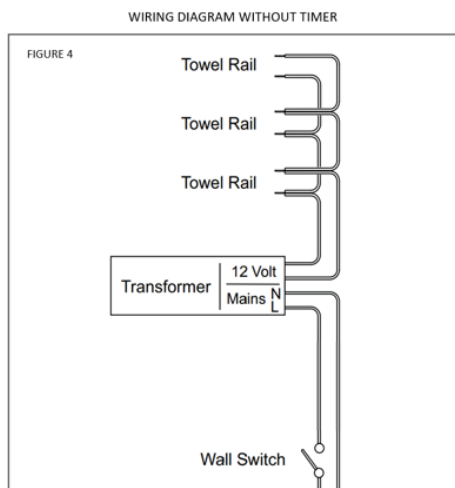 WIRING DIAGRAM WITHOUT TIMER
FIGURE 4
Towel Rail
Towel Rail
Towel Rail
Transformer
12 Volt
Mains N
L
Wall Switch